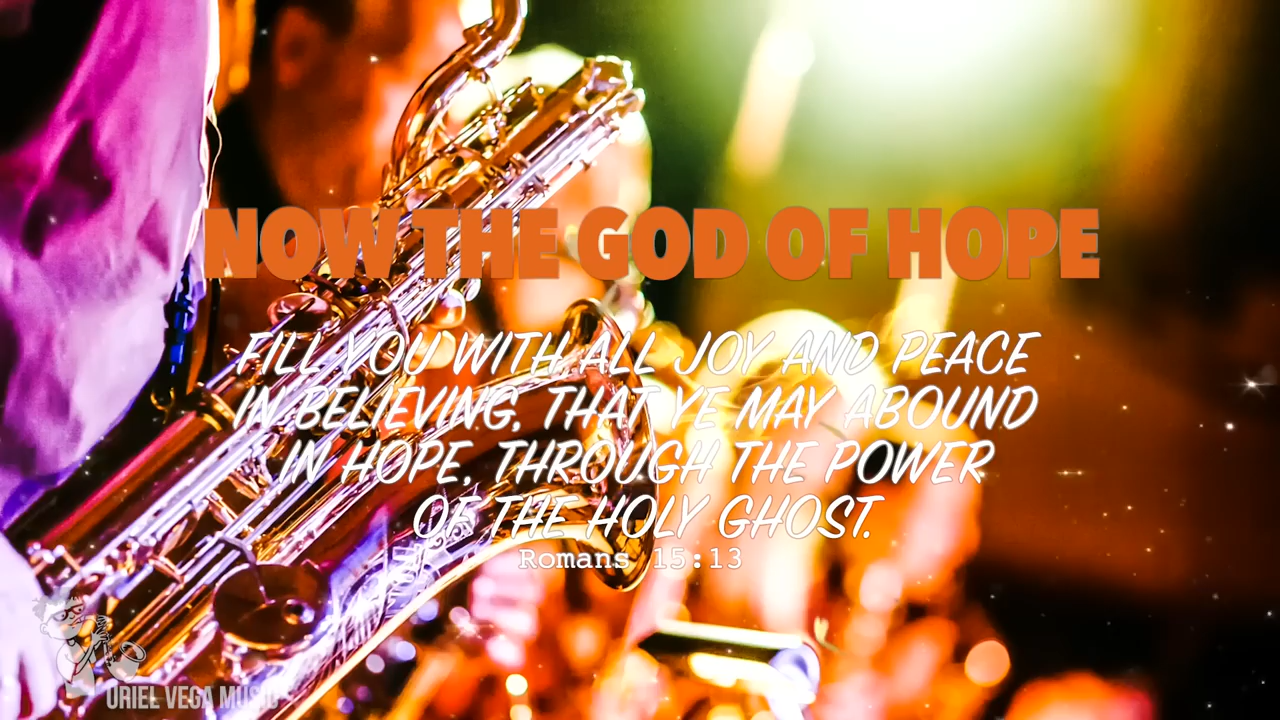 NOW THE GOD OF HOPE
FILL YOU WITH ALL JOY AND PEACE
IN BELIEVING, THAT YE MAY ABOUND
IN HOPE, THROUGH THE POWER
OF THE HOLY GHOST.
Romans 15:13
URIEL VEGA MUSIC